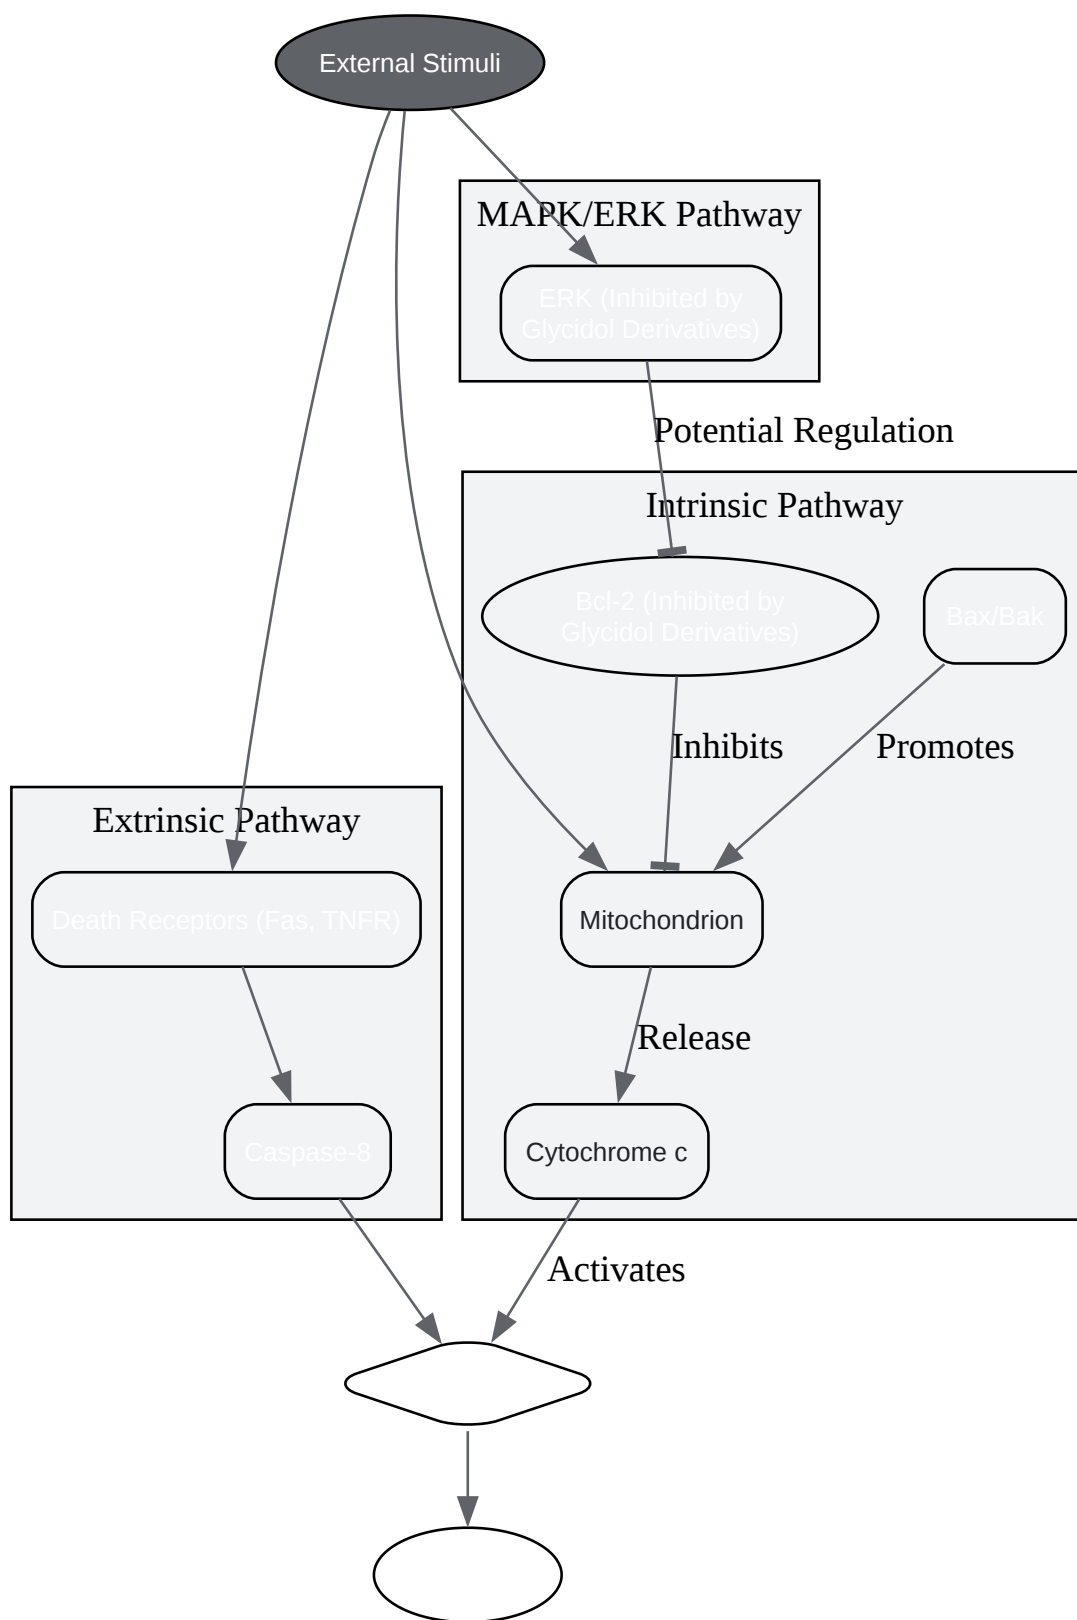 External Stimuli
MAPK/ERK Pathway
ERK (Inhibited by
Glycidol Derivatives)
Potential Regulation
Intrinsic Pathway
Bcl-2 (Inhibited by
Glycidol Derivatives)
Bax/Bak
Inhibits
Promotes
Extrinsic Pathway
Death Receptors (Fas, TNFR)
Mitochondrion
Release
Caspase-8
Cytochrome c
Activates